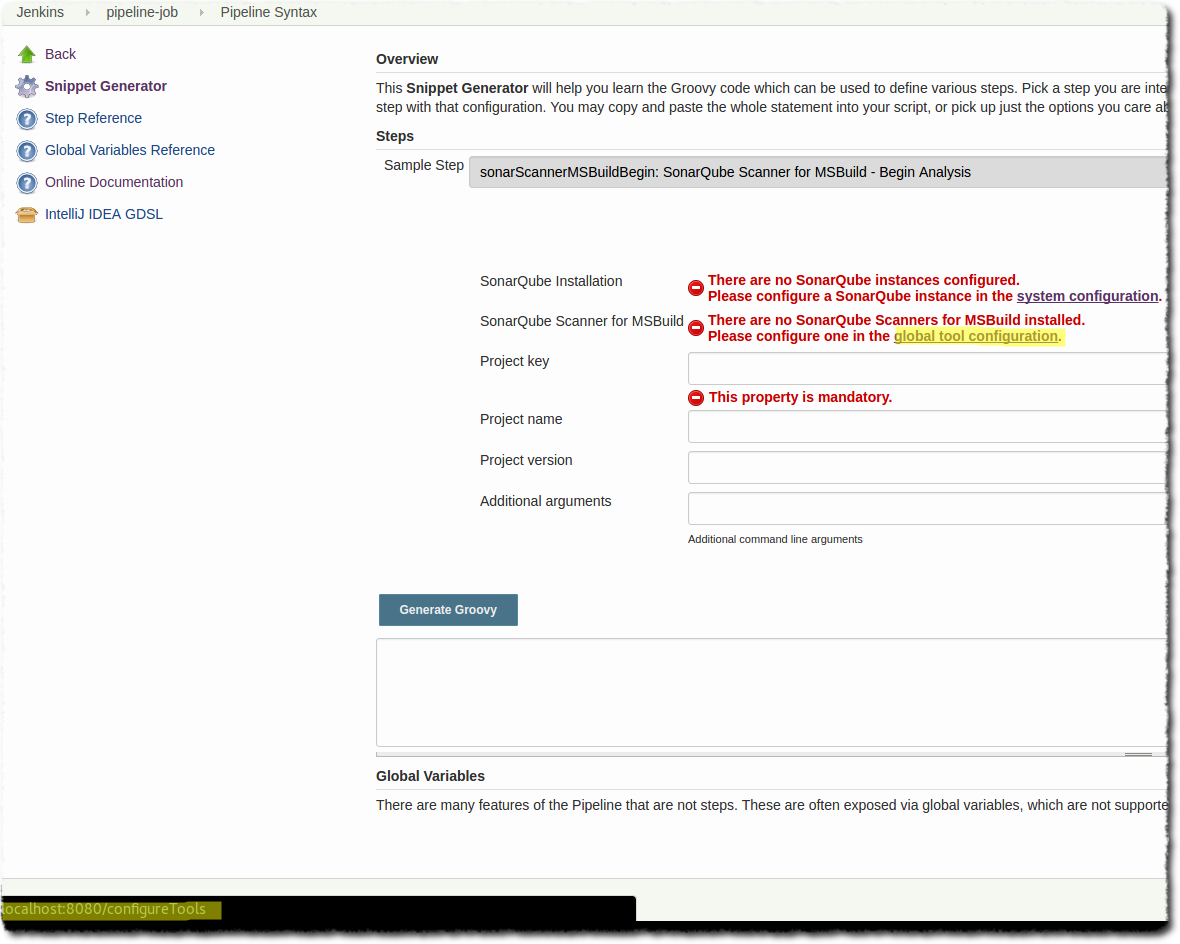 Jenkins pipeline-job Pipeline Syntax
Back
Snippet Generator
Step Reference
Global Variables Reference
Online Documentation
IntelliJ IDEA GDSL
Overview
This Snippet Generator will help you learn the Groovy code which can be used to define various steps. Pick a step you are inte
step with that configuration. You may copy and paste the whole statement into your script, or pick up just the options you care ab
Steps
Sample Step sonarScannerMSBuildBegin: SonarQube Scanner for MSBuild - Begin Analysis
SonarQube Installation There are no SonarQube instances configured.
Please configure a SonarQube instance in the system configuration.
SonarQube Scanner for MSBuild There are no SonarQube Scanners for MSBuild installed.
Please configure one in the global tool configuration.
Project key
This property is mandatory.
Project name
Project version
Additional arguments
Additional command line arguments
Generate Groovy
Global Variables
There are many features of the Pipeline that are not steps. These are often exposed via global variables, which are not supporte
localhost:8080/configureTools